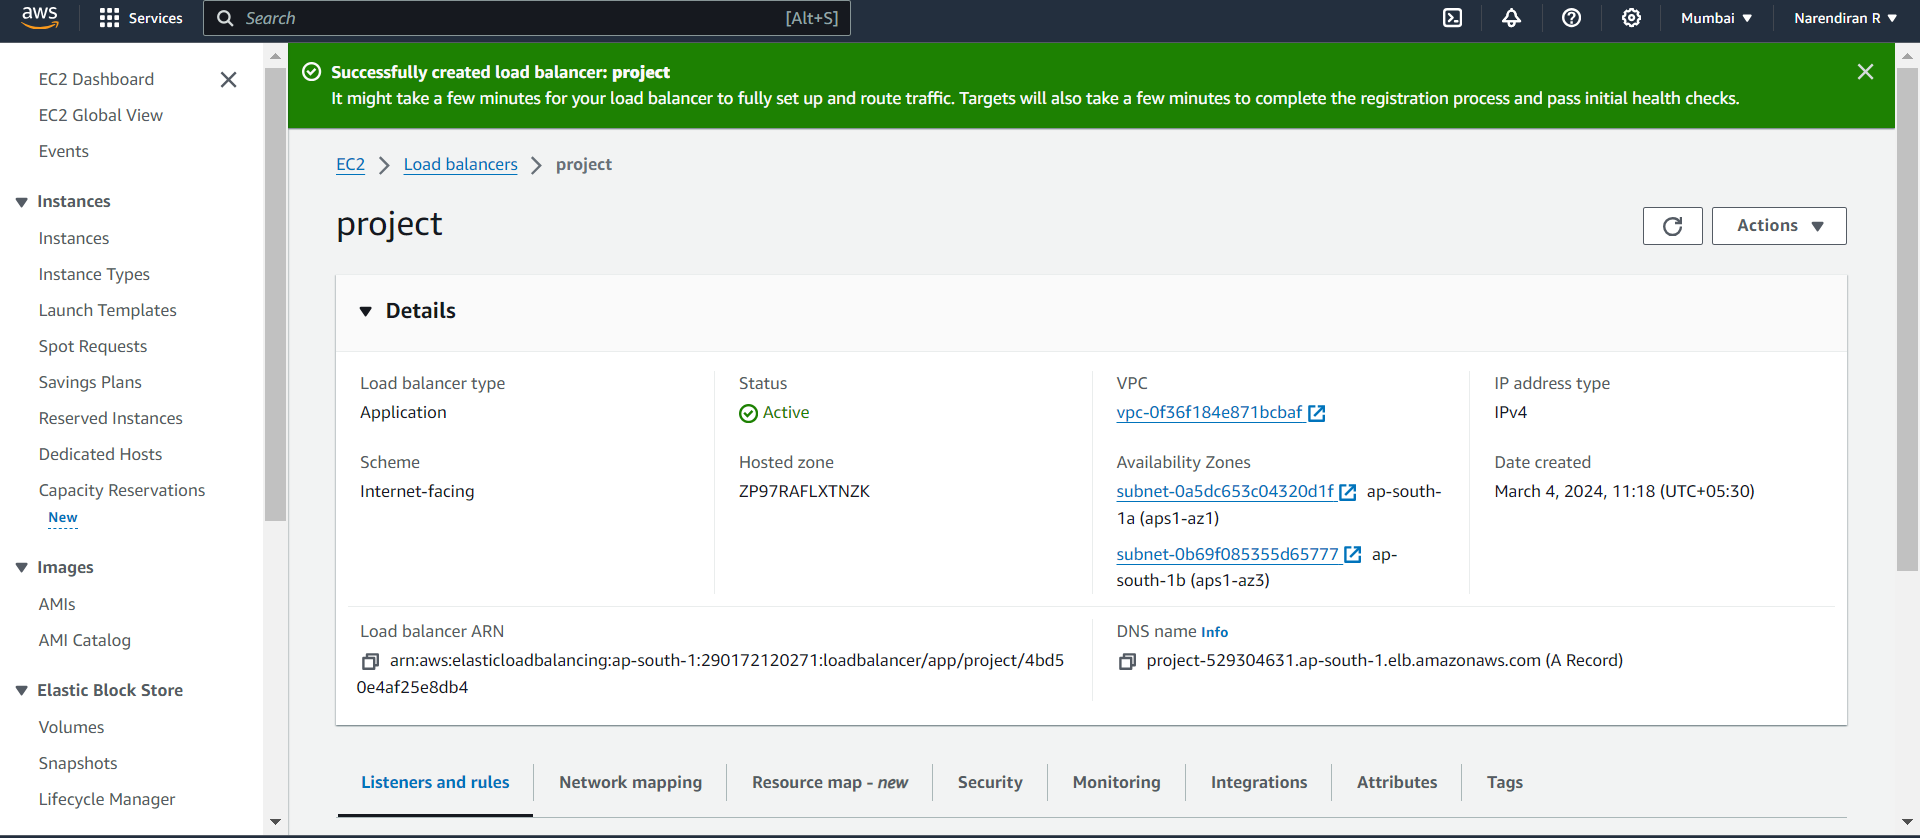 aws
Services
Search
[Alt+S]
Mumbai
Narendiran R
EC2 Dashboard
EC2 Global View
Events
Instances
Instances
Instance Types
Launch Templates
Spot Requests
Savings Plans
Reserved Instances
Dedicated Hosts
Capacity Reservations
New
Images
AMIs
AMI Catalog
Elastic Block Store
Volumes
Snapshots
Lifecycle Manager
Successfully created load balancer: project
It might take a few minutes for your load balancer to fully set up and route traffic. Targets will also take a few minutes to complete the registration process and pass initial health checks.
EC2
Load balancers
project
project
Actions
Details
Load balancer type
Application
Status
Active
VPC
vpc-0f36f184e871bcbaf
IP address type
IPv4
Scheme
Internet-facing
Hosted zone
ZP97RAFLXTNZK
Availability Zones
subnet-0a5dc653c04320d1f ap-south-
1a (aps1-az1)
subnet-0b69f085355d65777 ap-
south-1b (aps1-az3)
Date created
March 4, 2024, 11:18 (UTC+05:30)
Load balancer ARN
arn:aws:elasticloadbalancing:ap-south-1:290172120271:loadbalancer/app/project/4bd5
0e4af25e8db4
DNS name Info
project-529304631.ap-south-1.elb.amazonaws.com (A Record)
Listeners and rules
Network mapping
Resource map - new
Security
Monitoring
Integrations
Attributes
Tags